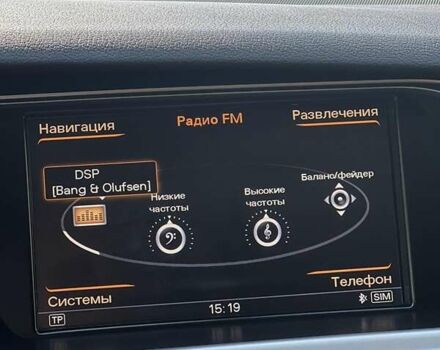 Навигация
Радио FM
Развлечения
DSP
[Bang & Olufsen]
Низкие
частоты
Высокие
частоты
Баланс/фейдер
Системы
Телефон
TP
15:19
SIM